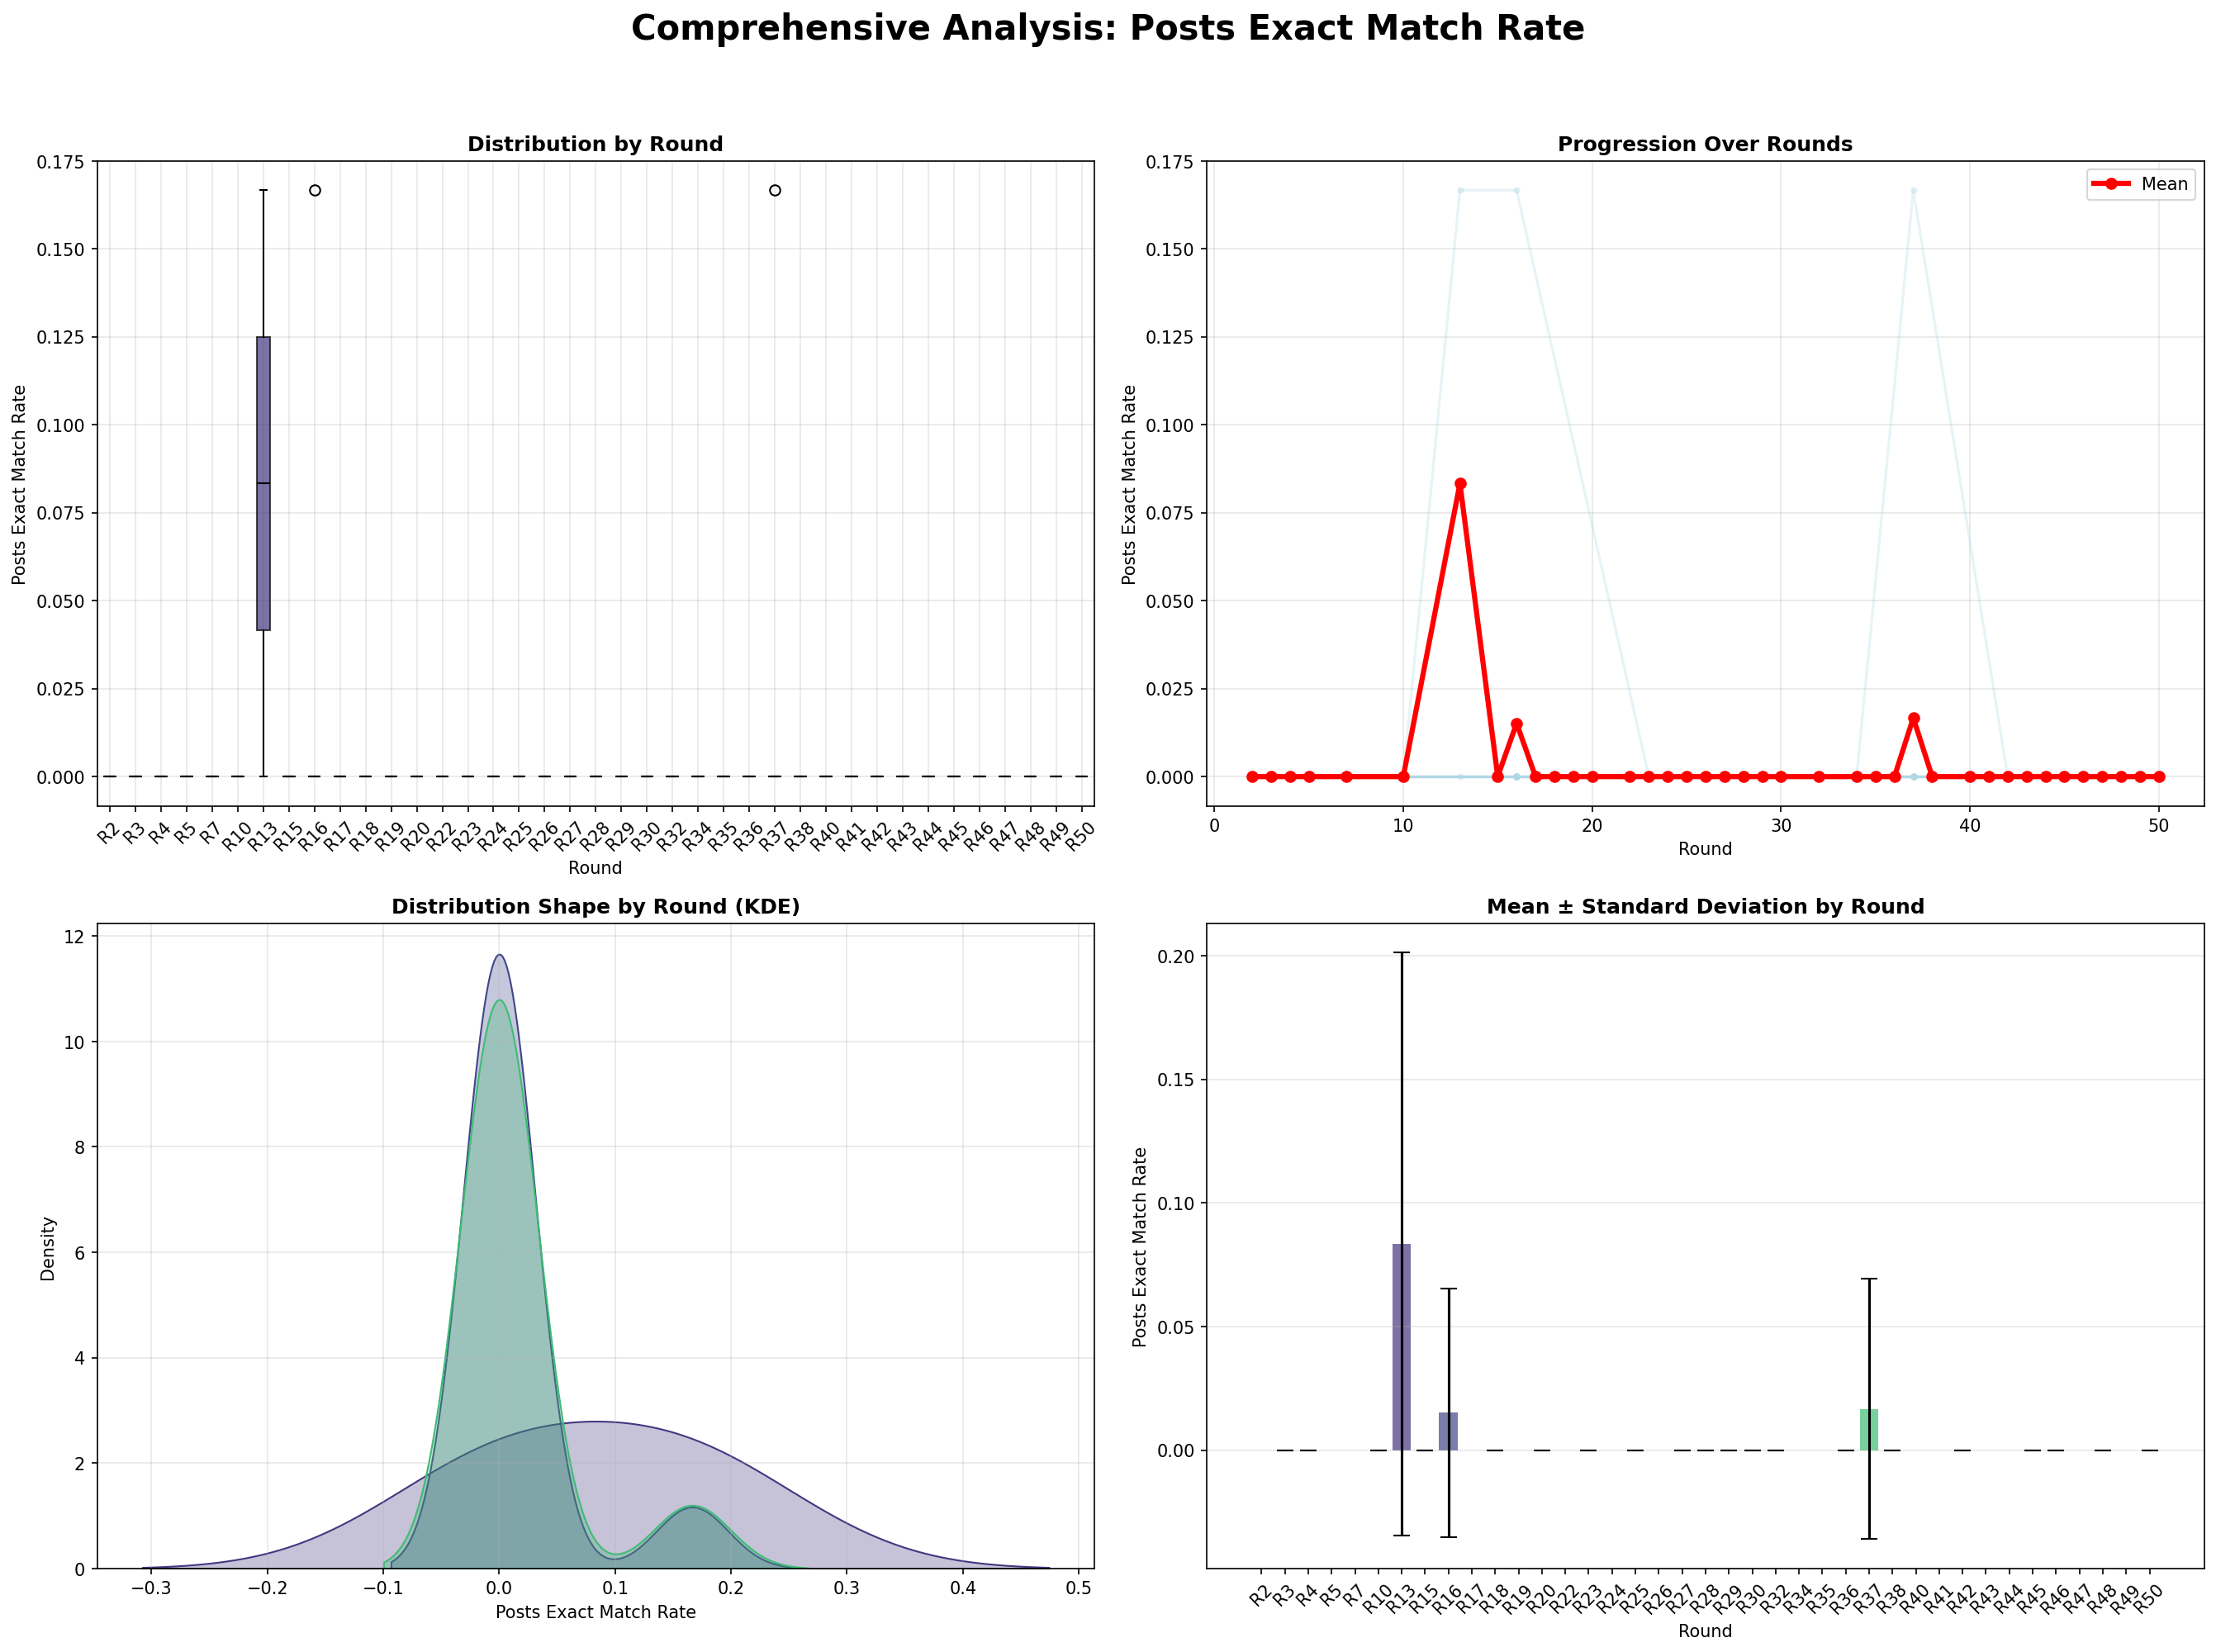 Comprehensive Analysis: Posts Exact Match Rate
Distribution by Round
Posts Exact Match Rate
0.175
0.150
0.125
0.100
0.075
0.050
0.025
0.000
R2 R3 R4 R5 R7 R10 R13 R15 R16 R17 R18 R19 R20 R22 R23 R24 R25 R26 R27 R28 R29 R30 R32 R34 R35 R36 R37 R38 R40 R41 R42 R43 R44 R45 R46 R47 R48 R49 R50
Round
Progression Over Rounds
Mean
Posts Exact Match Rate
0.175
0.150
0.125
0.100
0.075
0.050
0.025
0.000
0 10 20 30 40 50
Round
Distribution Shape by Round (KDE)
Density
12
10
8
6
4
2
0
−0.3 −0.2 −0.1 0.0 0.1 0.2 0.3 0.4 0.5
Posts Exact Match Rate
Mean ± Standard Deviation by Round
Posts Exact Match Rate
0.20
0.15
0.10
0.05
0.00
R2 R3 R4 R5 R7 R10 R13 R15 R16 R17 R18 R19 R20 R22 R23 R24 R25 R26 R27 R28 R29 R30 R32 R34 R35 R36 R37 R38 R40 R41 R42 R43 R44 R45 R46 R47 R48 R49 R50
Round